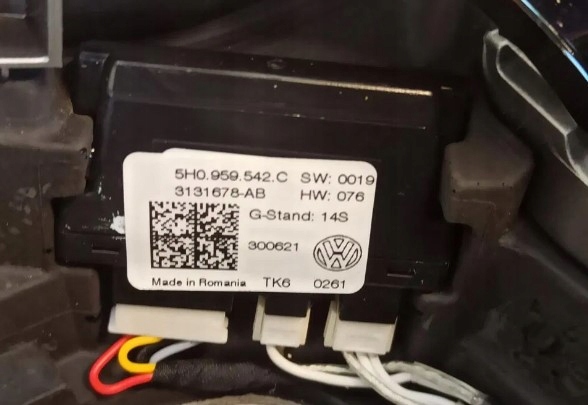 5H0.959.542.C SW: 0019
3131678-AB HW: 076
G-Stand: 14S
300621
Made in Romania TK6 0261